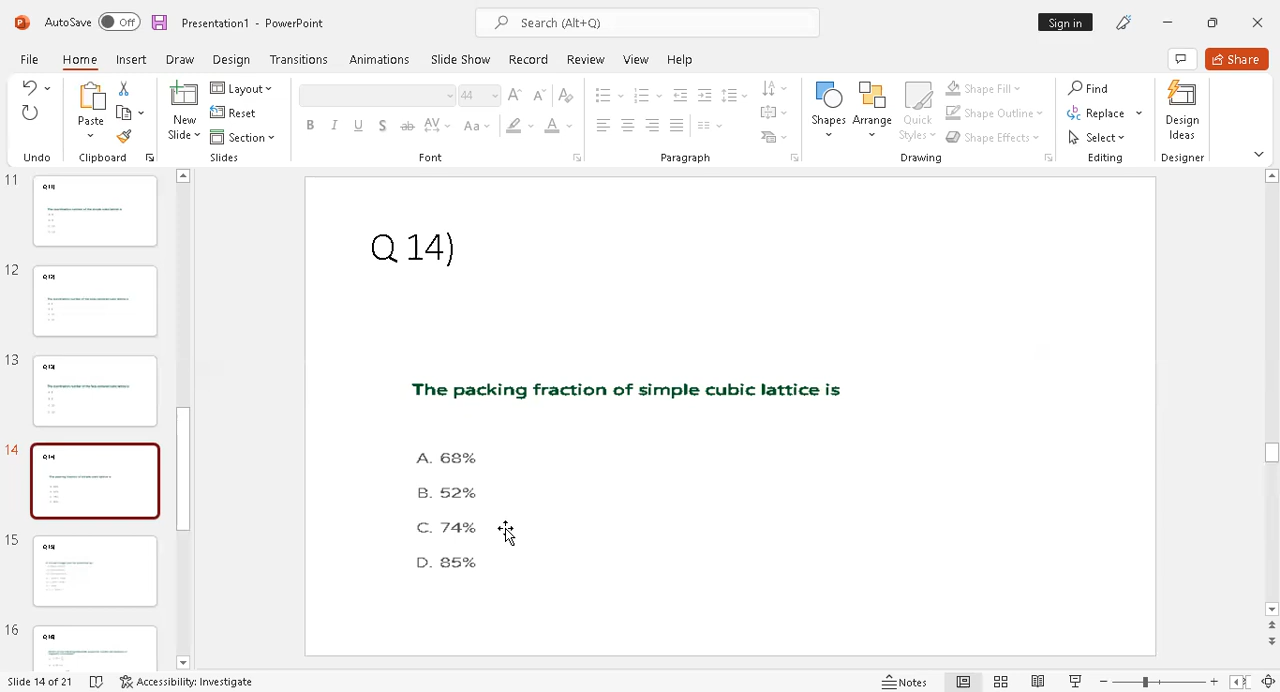 AutoSave Off Presentation1 - PowerPoint Search (Alt+Q) Sign in
File Home Insert Draw Design Transitions Animations Slide Show Record Review View Help Share
Undo
Paste
Clipboard
New
Slide
Layout
Reset
Section
Slides
44
Font
Paragraph
Shapes
Arrange
Quick
Styles
Shape Fill
Shape Outline
Shape Effects
Drawing
Find
Replace
Select
Editing
Design
Ideas
Designer
11
12
13
14
15
16
Q 14)
The packing fraction of simple cubic lattice is
A. 68%
B. 52%
C. 74%
D. 85%
Slide 14 of 21 Accessibility: Investigate Notes